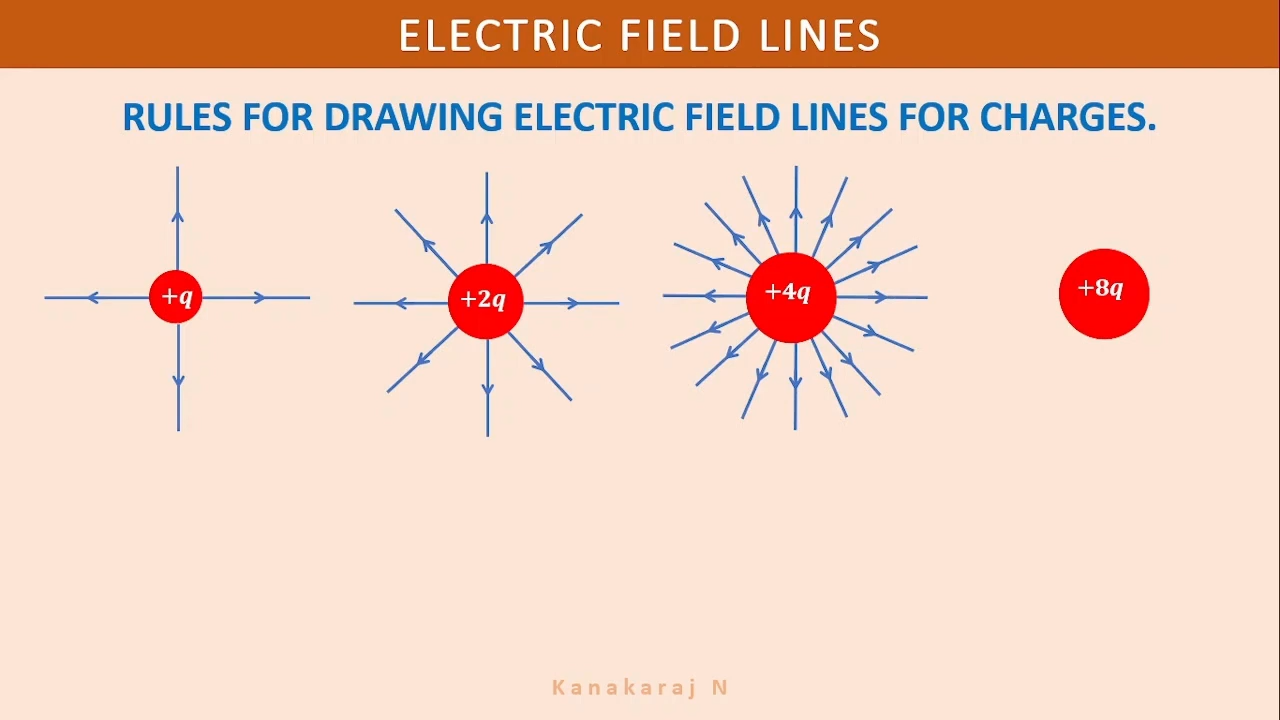 ELECTRIC FIELD LINES
RULES FOR DRAWING ELECTRIC FIELD LINES FOR CHARGES.
+q
+2q
+4q
+8q
Kanakaraj N